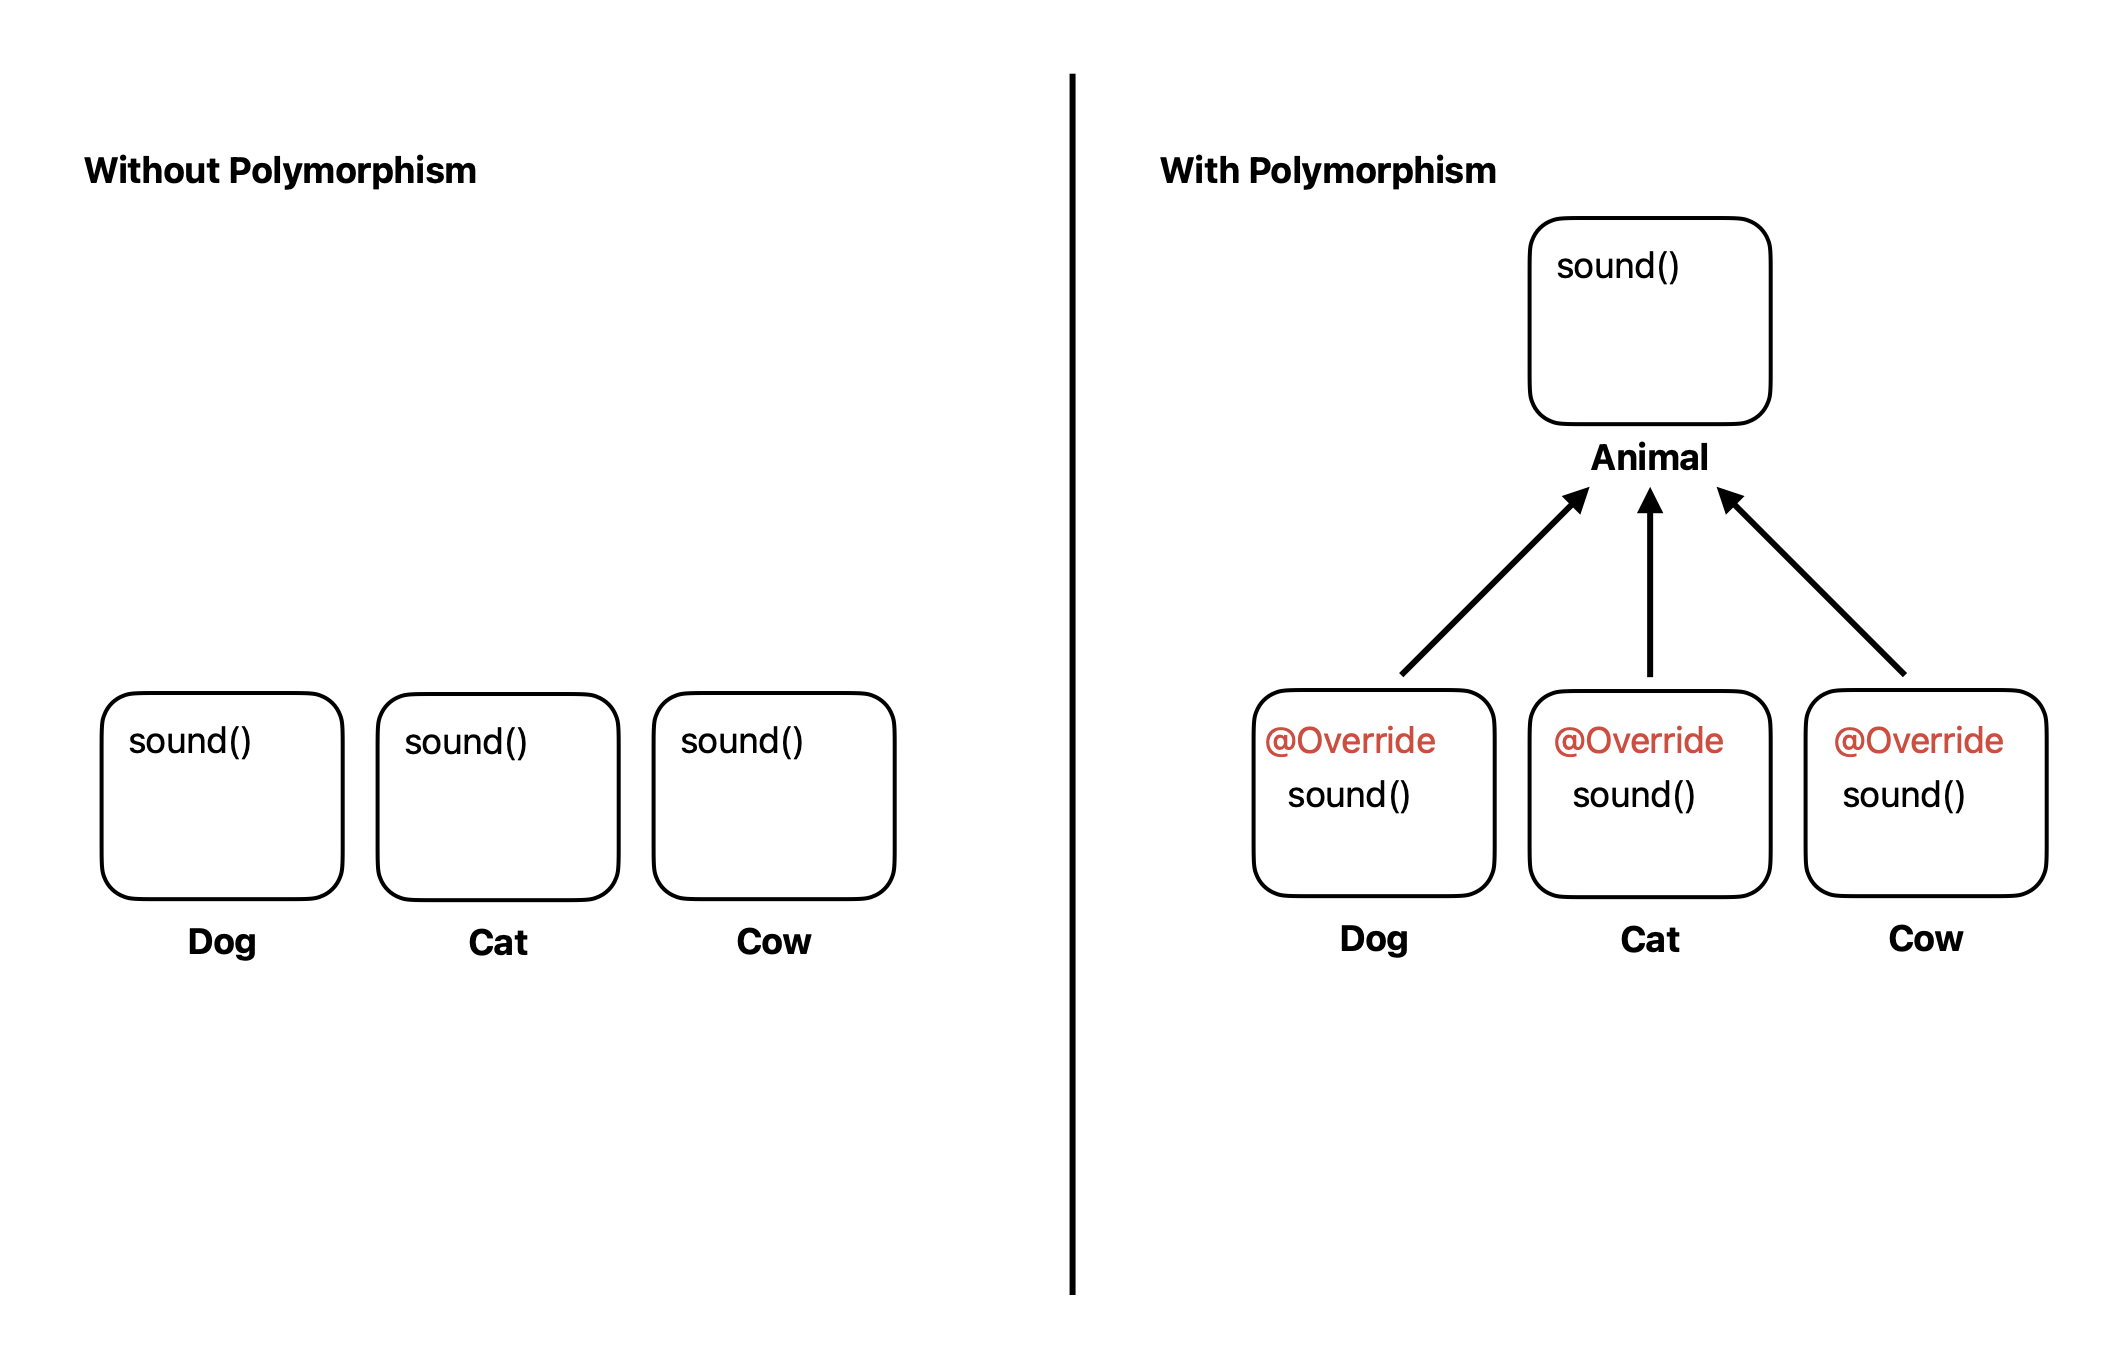 Without Polymorphism
sound()
sound()
sound()
Dog
Cat
Cow
With Polymorphism
sound()
Animal
@Override
sound()
@Override
sound()
@Override
sound()
Dog
Cat
Cow